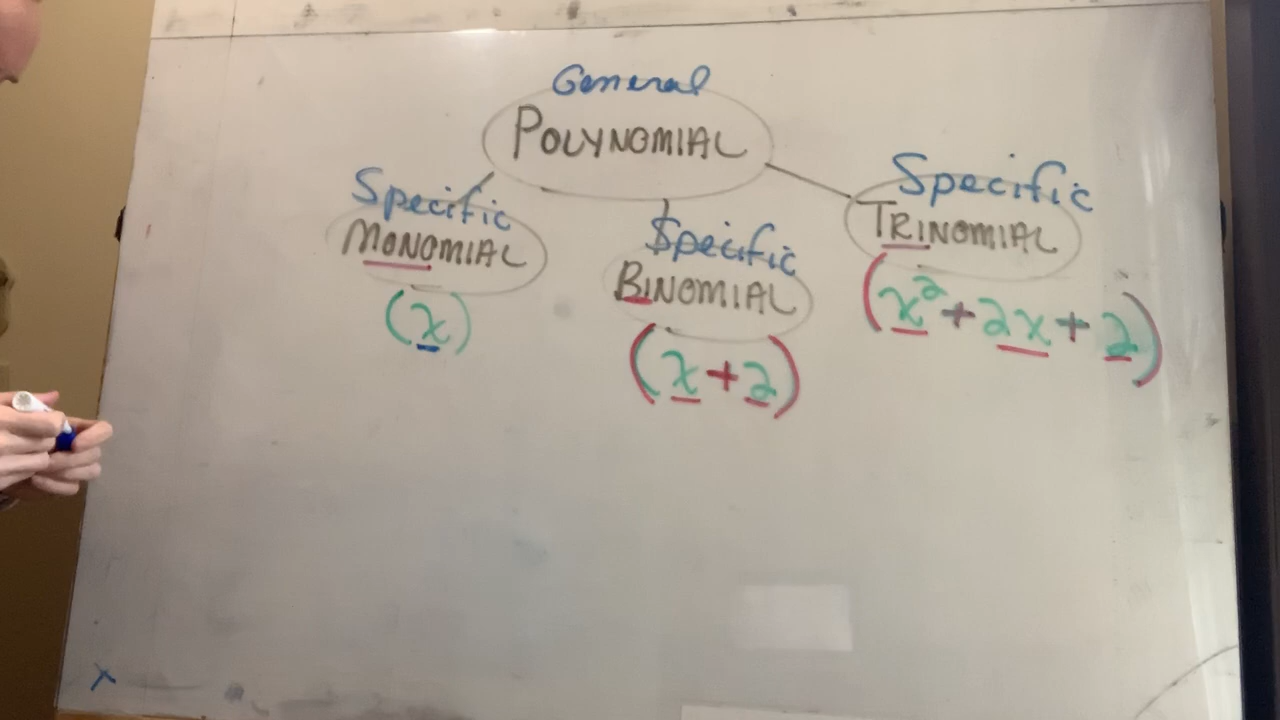 General
POLYNOMIAL
Specific
MONOMIAL
(x)
Specific
BINOMIAL
(x + 2)
Specific
TRINOMIAL
(x² + 2x + 2)